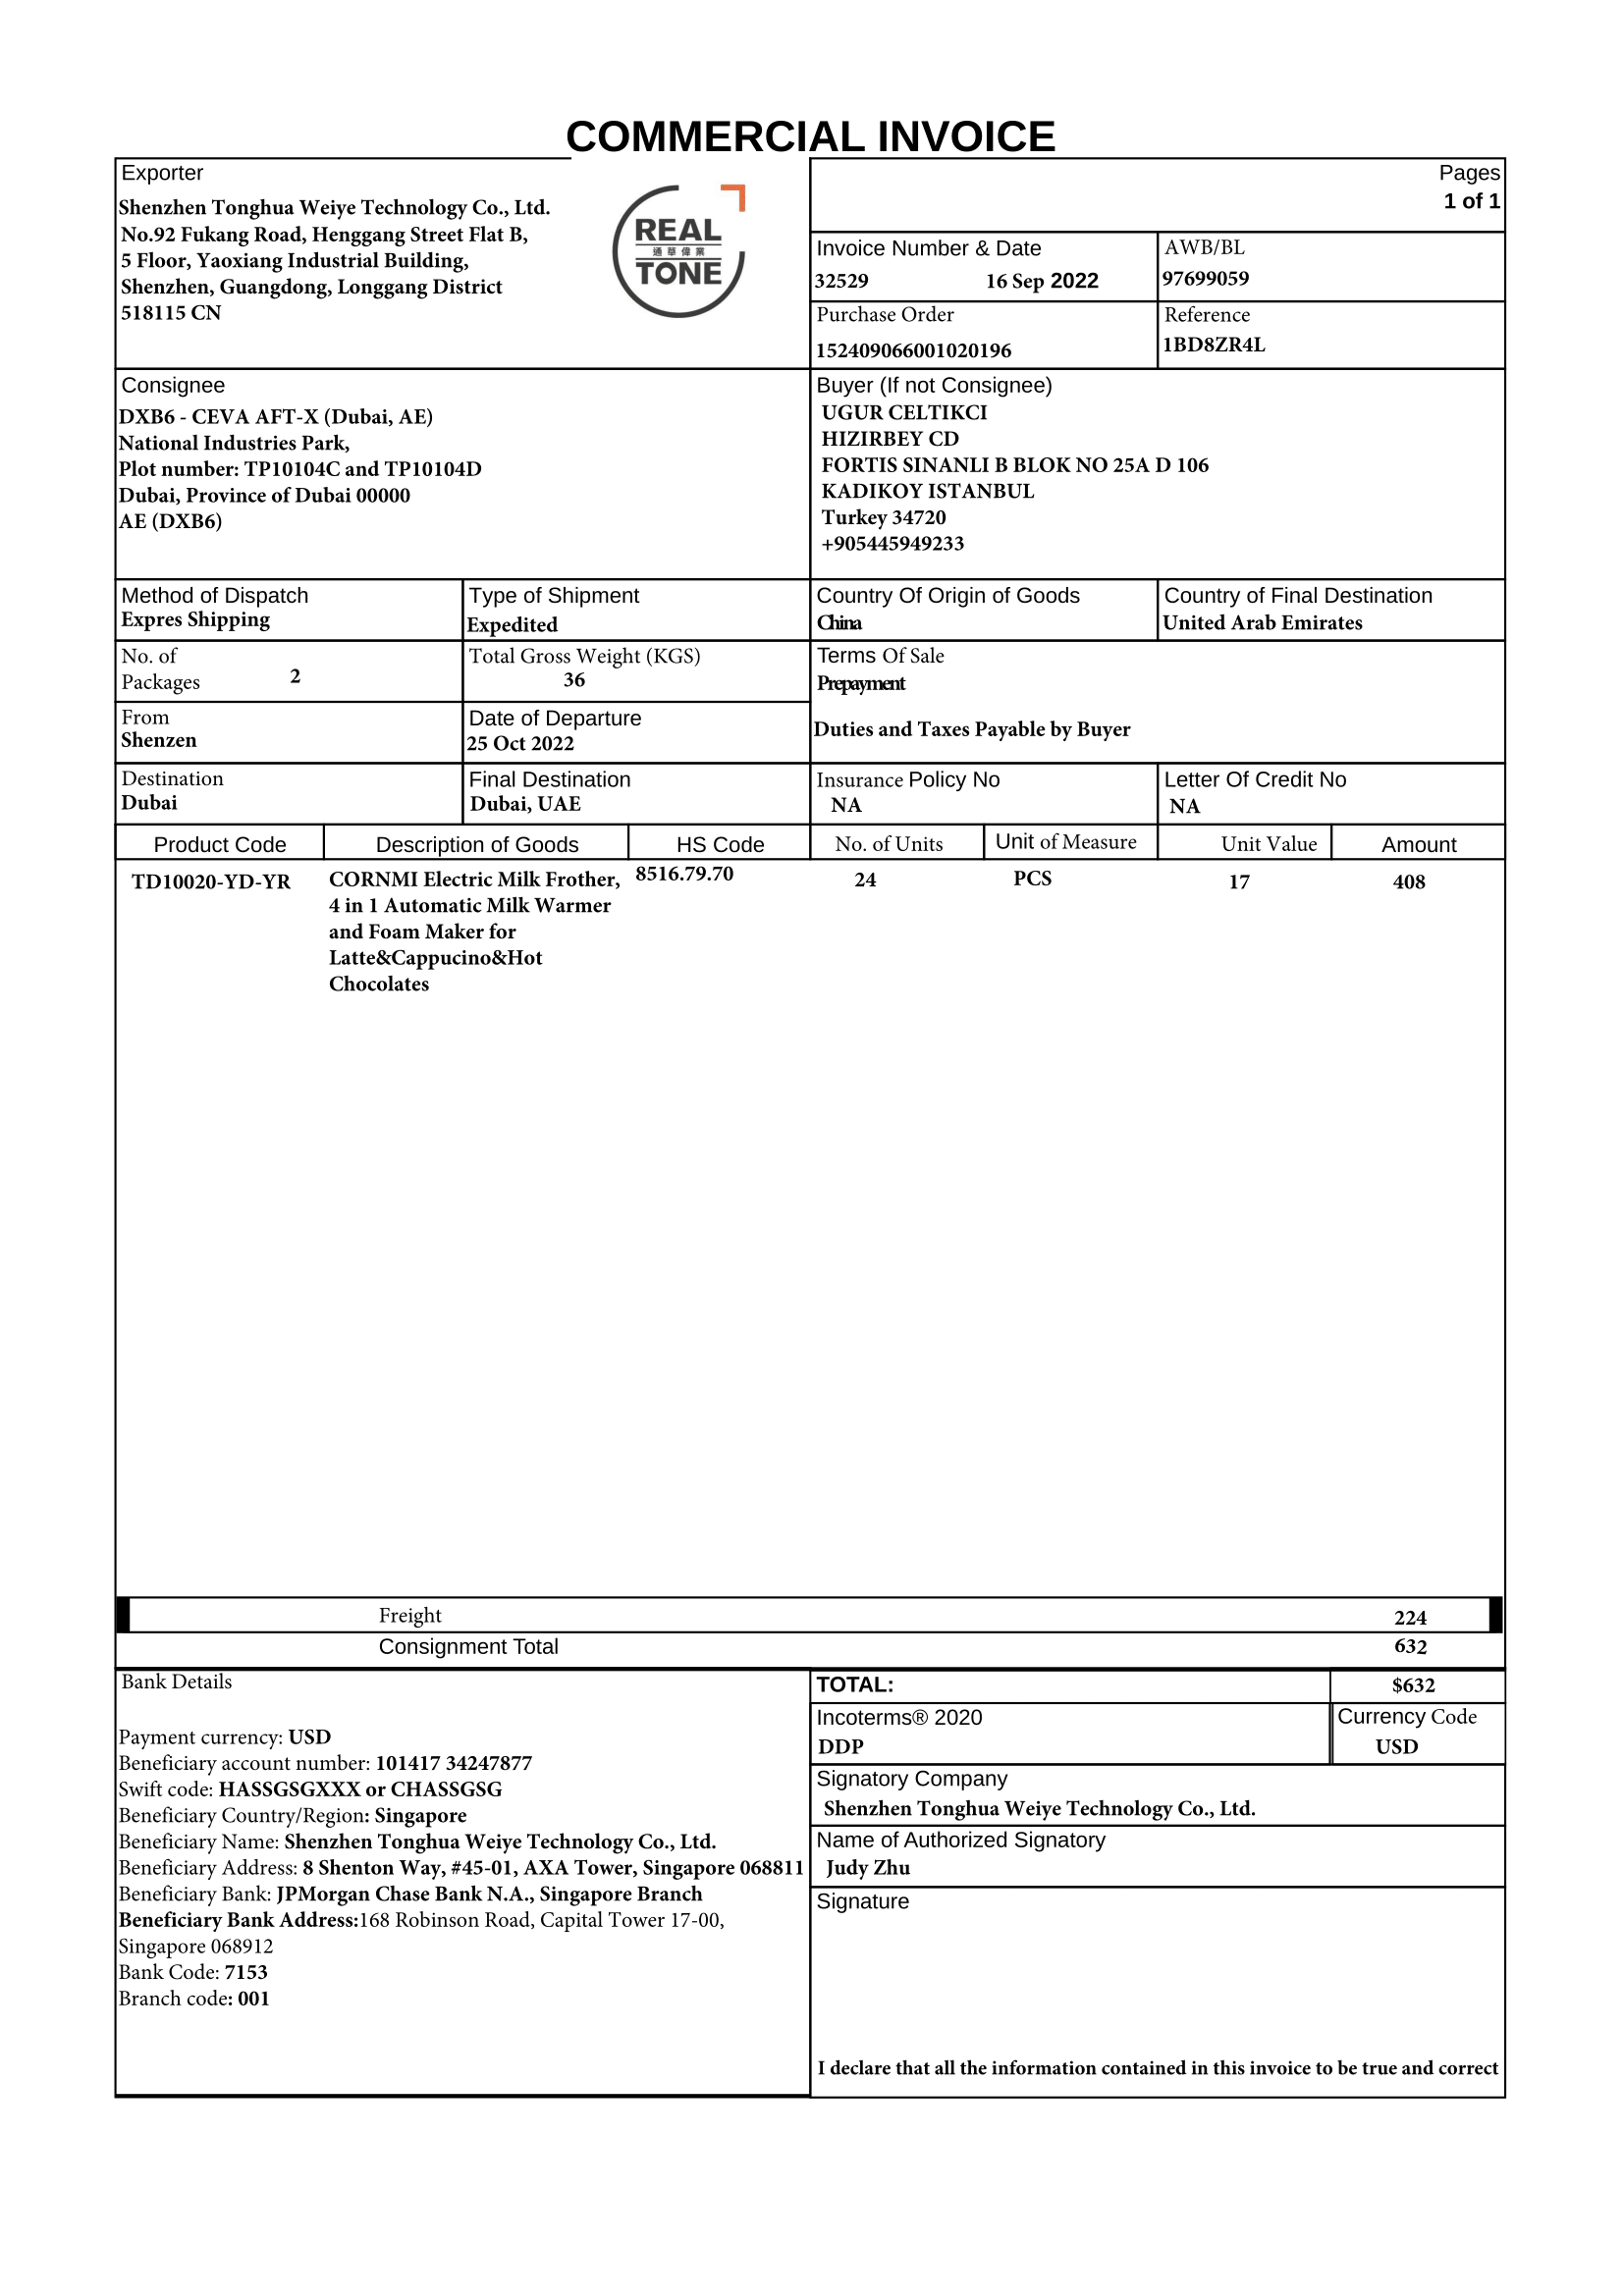 COMMERCIAL INVOICE
Exporter
Shenzhen Tonghua Weiye Technology Co., Ltd.
No.92 Fukang Road, Henggang Street Flat B,
5 Floor, Yaoxiang Industrial Building,
Shenzhen, Guangdong, Longgang District
518115 CN
REAL
通華偉業
TONE
Pages
1 of 1
Invoice Number & Date
32529 16 Sep 2022
AWB/BL
97699059
Purchase Order
152409066001020196
Reference
1BD8ZR4L
Consignee
DXB6 - CEVA AFT-X (Dubai, AE)
National Industries Park,
Plot number: TP10104C and TP10104D
Dubai, Province of Dubai 00000
AE (DXB6)
Buyer (If not Consignee)
UGUR CELTIKCI
HIZIRBEY CD
FORTIS SINANLI B BLOK NO 25A D 106
KADIKOY ISTANBUL
Turkey 34720
+905445949233
Method of Dispatch
Expres Shipping
Type of Shipment
Expedited
Country Of Origin of Goods
China
Country of Final Destination
United Arab Emirates
No. of
Packages 2
Total Gross Weight (KGS)
36
Terms Of Sale
Prepayment
Duties and Taxes Payable by Buyer
From
Shenzen
Date of Departure
25 Oct 2022
Destination
Dubai
Final Destination
Dubai, UAE
Insurance Policy No
NA
Letter Of Credit No
NA
Product Code Description of Goods HS Code No. of Units Unit of Measure Unit Value Amount
TD10020-YD-YR CORNMI Electric Milk Frother, 8516.79.70 24 PCS 17 408
4 in 1 Automatic Milk Warmer
and Foam Maker for
Latte&Cappucino&Hot
Chocolates
Freight 224
Consignment Total 632
Bank Details
Payment currency: USD
Beneficiary account number: 101417 34247877
Swift code: HASSGSGXXX or CHASSGSG
Beneficiary Country/Region: Singapore
Beneficiary Name: Shenzhen Tonghua Weiye Technology Co., Ltd.
Beneficiary Address: 8 Shenton Way, #45-01, AXA Tower, Singapore 068811
Beneficiary Bank: JPMorgan Chase Bank N.A., Singapore Branch
Beneficiary Bank Address:168 Robinson Road, Capital Tower 17-00,
Singapore 068912
Bank Code: 7153
Branch code: 001
TOTAL: $632
Incoterms® 2020
DDP
Currency Code
USD
Signatory Company
Shenzhen Tonghua Weiye Technology Co., Ltd.
Name of Authorized Signatory
Judy Zhu
Signature
I declare that all the information contained in this invoice to be true and correct